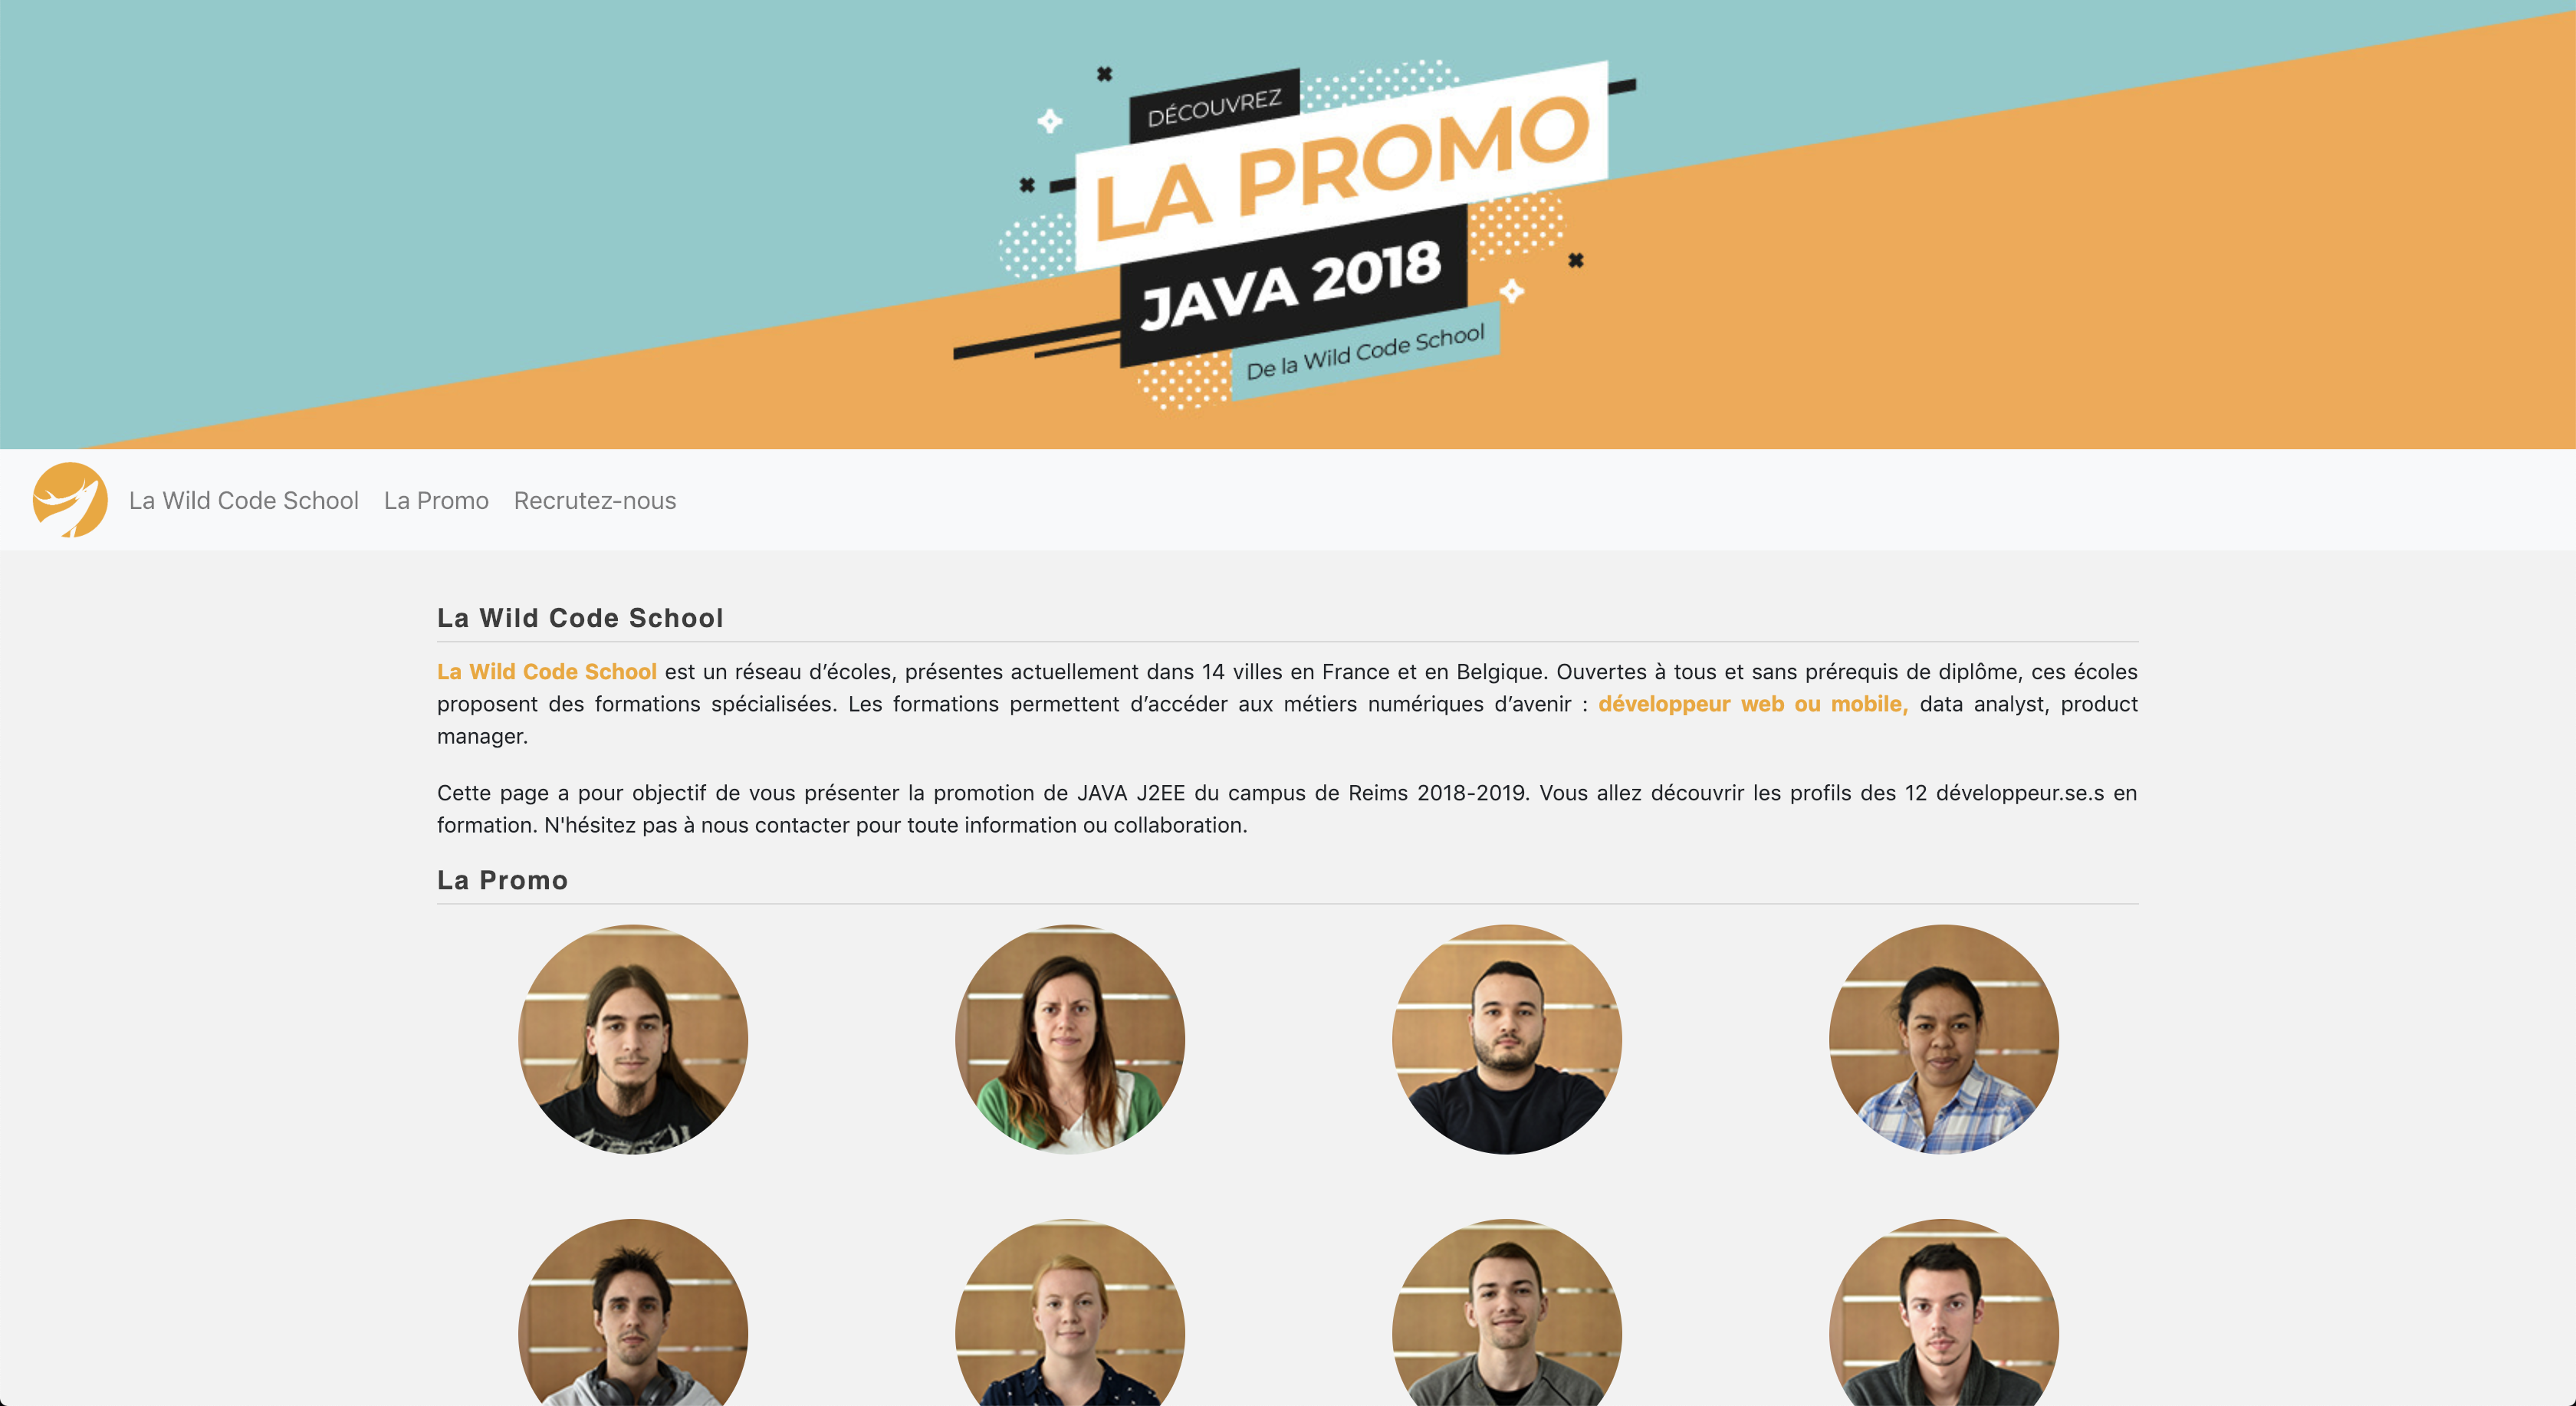 DÉCOUVREZ
LA PROMO
JAVA 2018
De la Wild Code School
La Wild Code School La Promo Recrutez-nous
La Wild Code School
La Wild Code School est un réseau d’écoles, présentes actuellement dans 14 villes en France et en Belgique. Ouvertes à tous et sans prérequis de diplôme, ces écoles
proposent des formations spécialisées. Les formations permettent d’accéder aux métiers numériques d’avenir : développeur web ou mobile, data analyst, product
manager.
Cette page a pour objectif de vous présenter la promotion de JAVA J2EE du campus de Reims 2018-2019. Vous allez découvrir les profils des 12 développeur.se.s en
formation. N'hésitez pas à nous contacter pour toute information ou collaboration.
La Promo